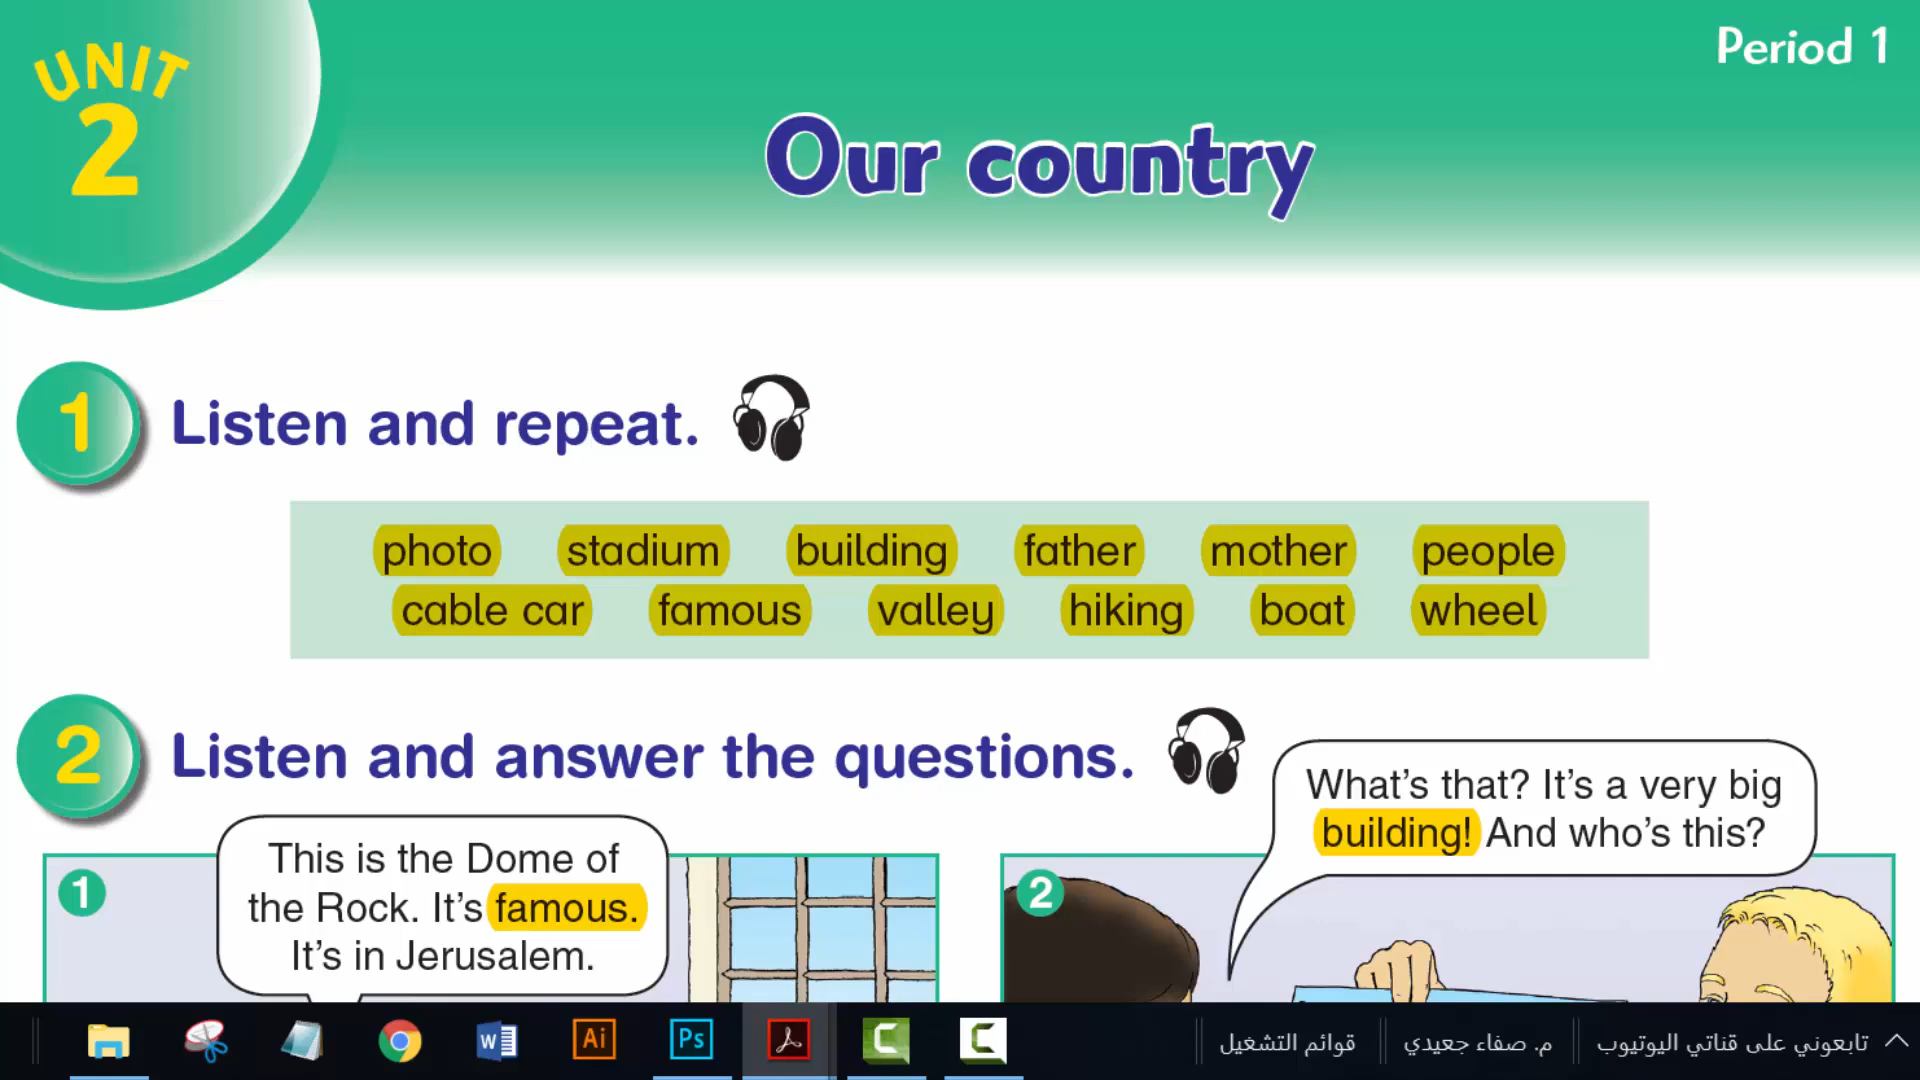 UNIT
2
Period 1
Our country
1 Listen and repeat.
photo stadium building father mother people
cable car famous valley hiking boat wheel
2 Listen and answer the questions.
1
This is the Dome of
the Rock. It's famous.
It's in Jerusalem.
2
What's that? It's a very big
building! And who's this?
W Ai Ps
قوائم التشغيل م. صفاء جعيدي تابعوني على قناتي اليوتيوب